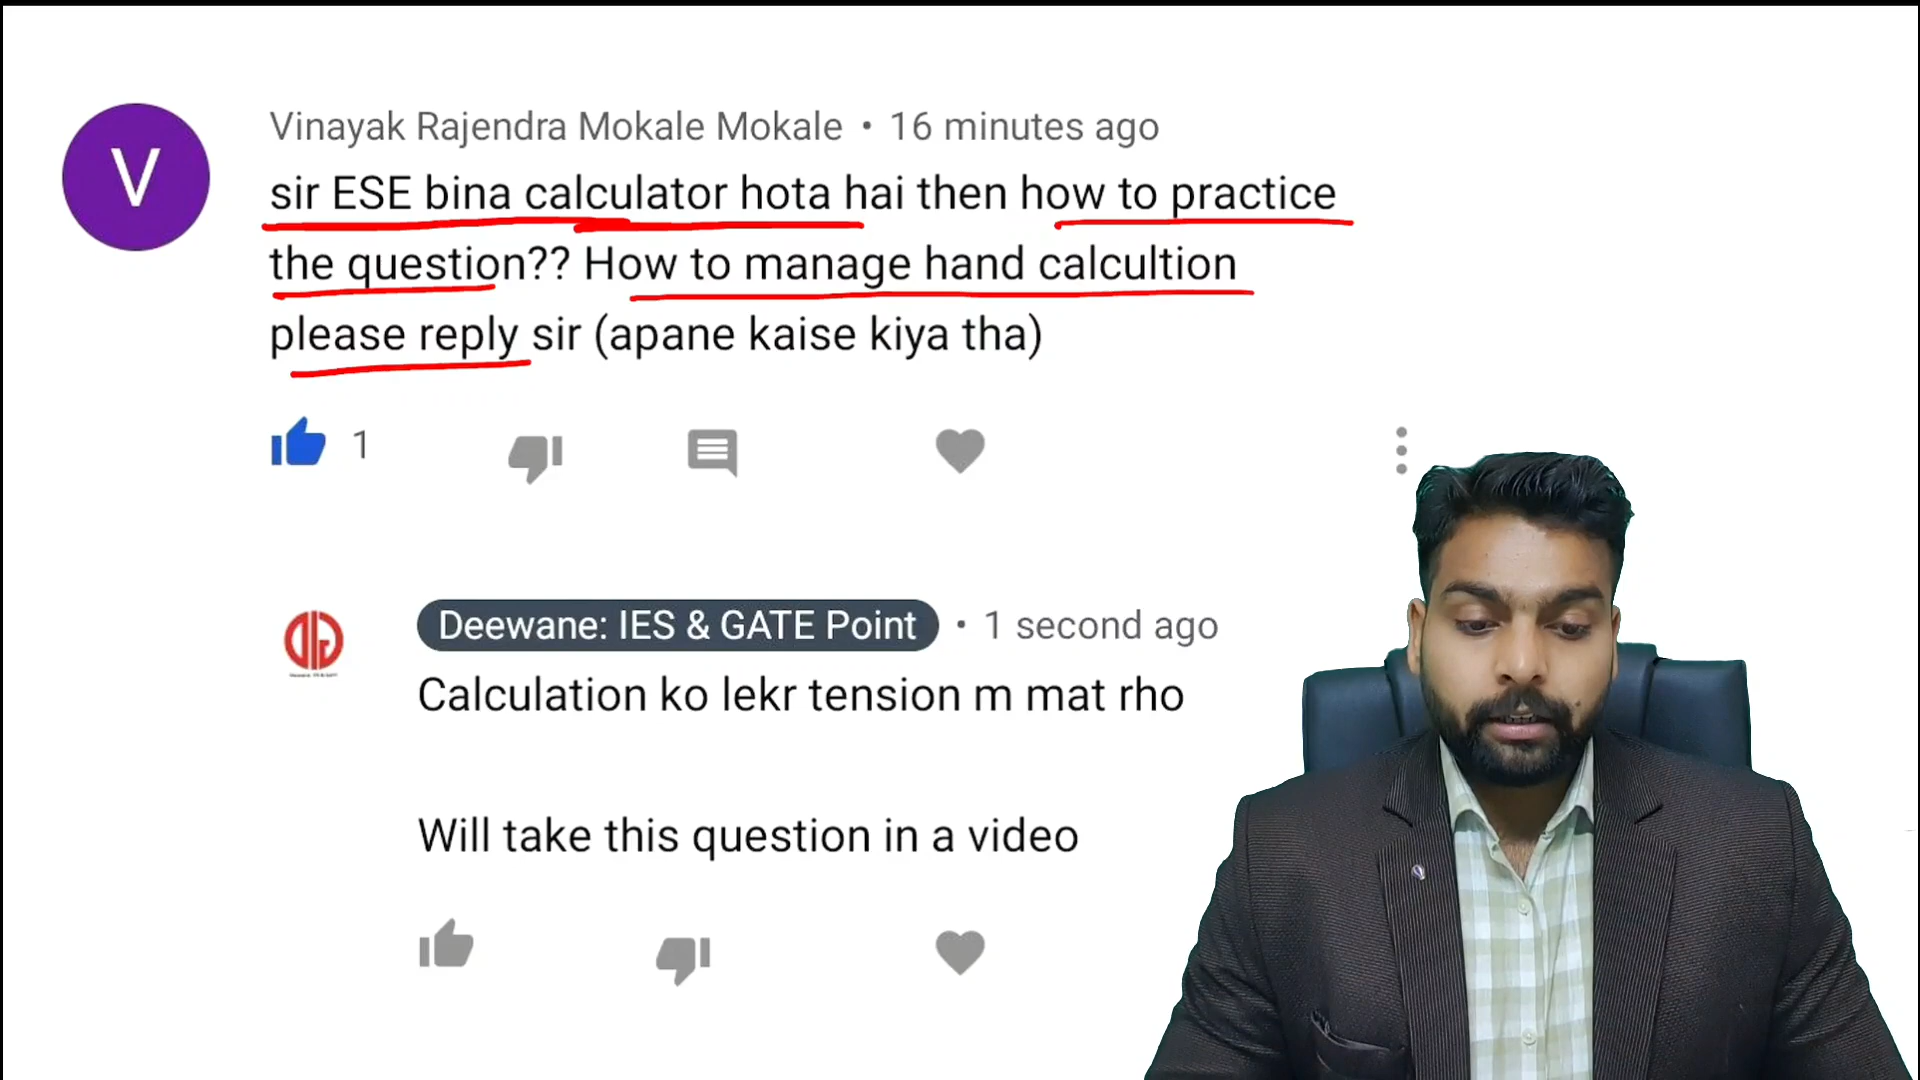 V
Vinayak Rajendra Mokale Mokale • 16 minutes ago
sir ESE bina calculator hota hai then how to practice
the question?? How to manage hand calcultion
please reply sir (apane kaise kiya tha)
1
Deewane: IES & GATE Point • 1 second ago
Calculation ko lekr tension m mat rho
Will take this question in a video